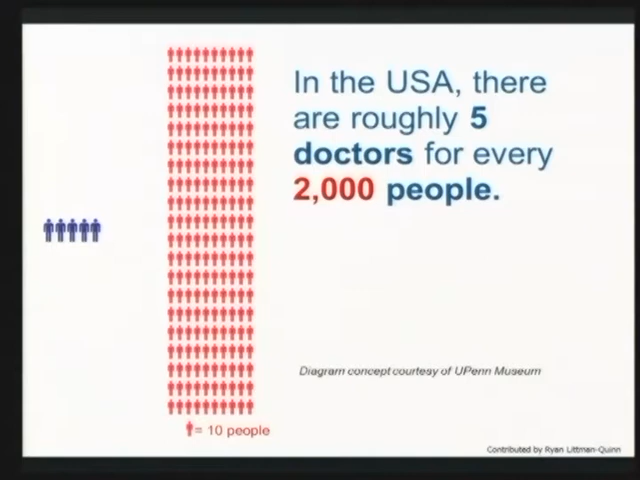 In the USA, there
are roughly 5
doctors for every
2,000 people.
Diagram concept courtesy of UPenn Museum
= 10 people
Contributed by Ryan Littman-Quinn